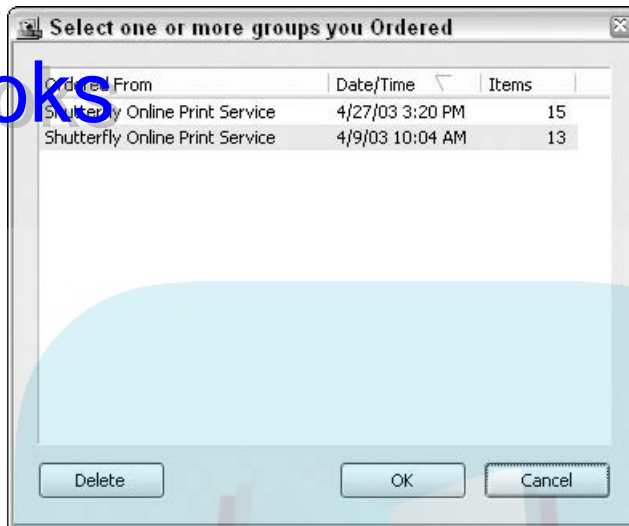 Select one or more groups you Ordered
Ordered From Date/Time Items
oks
Shutterfly Online Print Service 4/27/03 3:20 PM 15
Shutterfly Online Print Service 4/9/03 10:04 AM 13
Delete OK Cancel